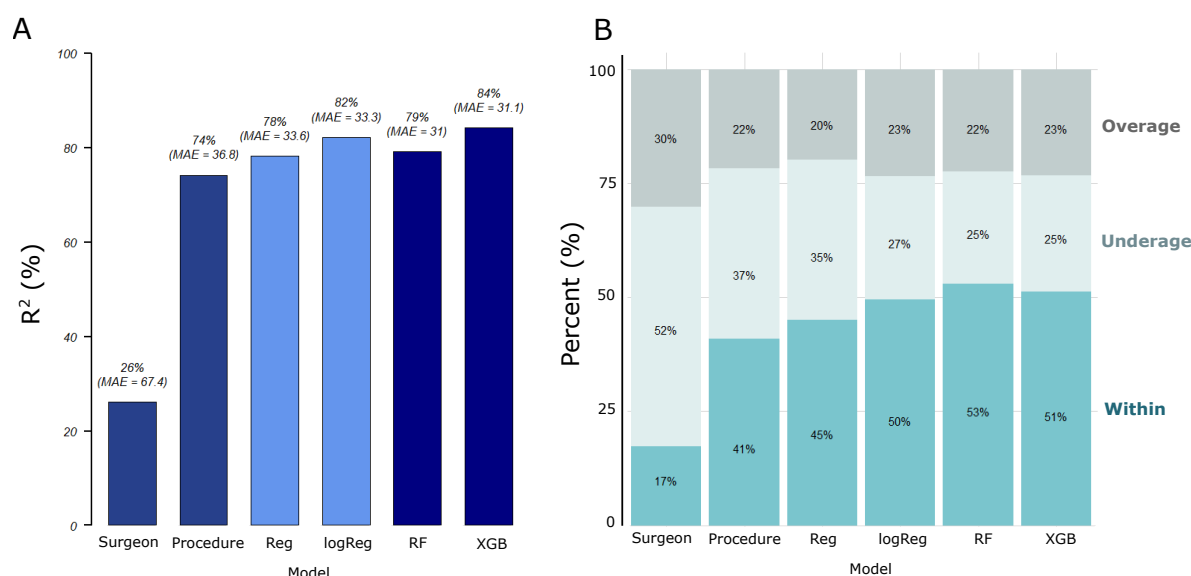 A
100
80
60
40
20
0
R² (%)
26%
(MAE = 67.4)
74%
(MAE = 36.8)
78%
(MAE = 33.6)
82%
(MAE = 33.3)
79%
(MAE = 31)
84%
(MAE = 31.1)
Surgeon Procedure Reg logReg RF XGB
Model
B
100
75
50
25
0
Percent (%)
30% 22% 20% 23% 22% 23%
52% 37% 35% 27% 25% 25%
17% 41% 45% 50% 53% 51%
Overage
Underage
Within
Surgeon Procedure Reg logReg RF XGB
Model